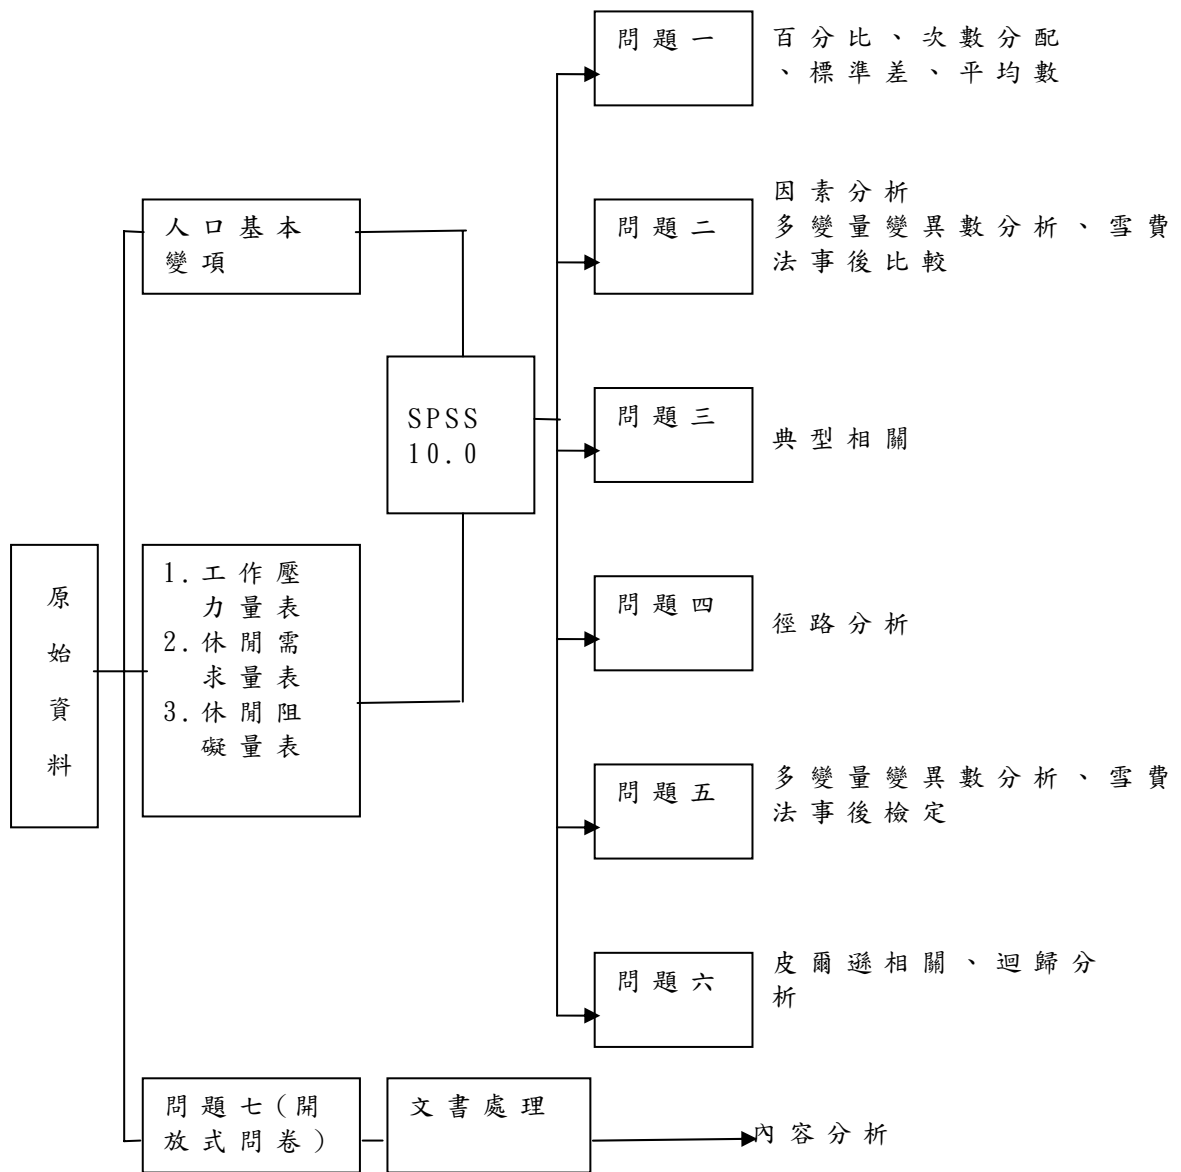 問題一
百分比、次數分配
、標準差、平均數
人口基本
變項
問題二
因素分析
多變量變異數分析、雪費
法事後比較
SPSS
10.0
問題三
典型相關
原
始
資
料
1.工作壓
力量表
2.休閒需
求量表
3.休閒阻
礙量表
問題四
徑路分析
問題五
多變量變異數分析、雪費
法事後檢定
問題六
皮爾遜相關、迴歸分
析
問題七(開
放式問卷)
文書處理
內容分析